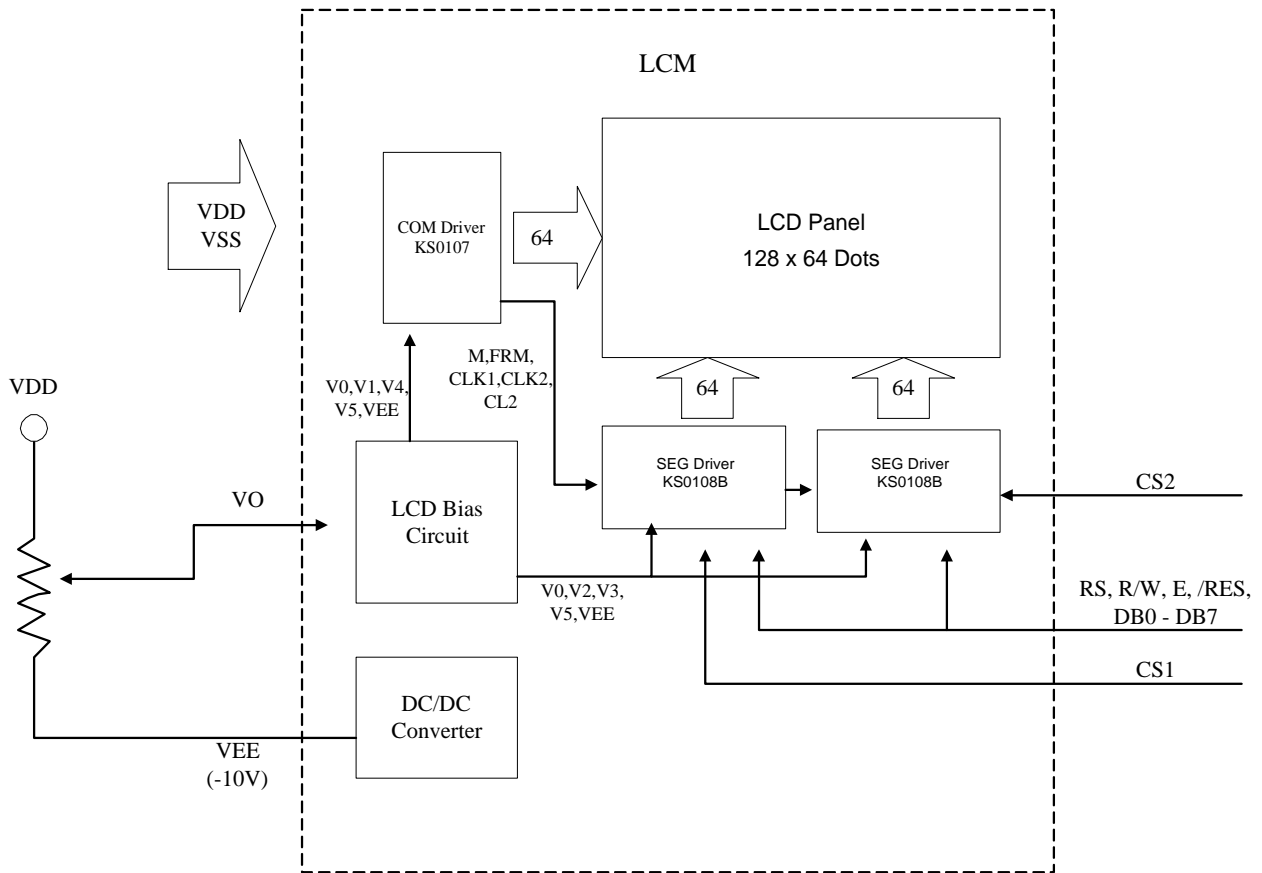 LCM
VDD
VSS
COM Driver
KS0107
64
LCD Panel
128 x 64 Dots
VDD
V0,V1,V4,
V5,VEE
M,FRM,
CLK1,CLK2,
CL2
64
64
VO
LCD Bias
Circuit
SEG Driver
KS0108B
SEG Driver
KS0108B
CS2
V0,V2,V3,
V5,VEE
RS, R/W, E, /RES,
DB0 - DB7
CS1
DC/DC
Converter
VEE
(-10V)